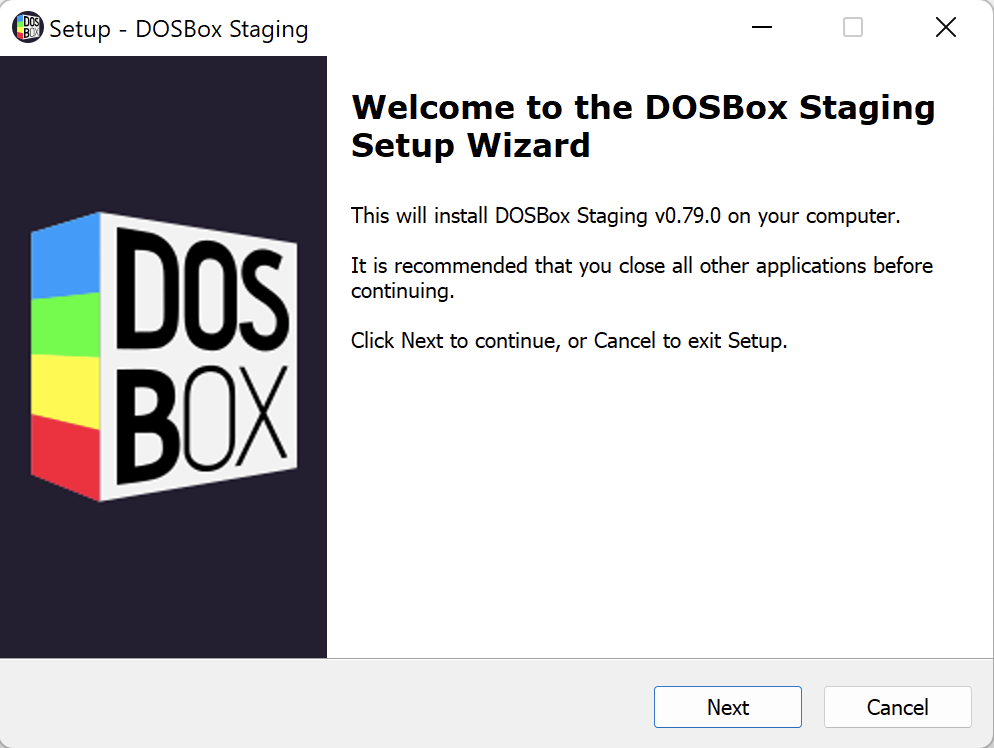 Setup - DOSBox Staging
DOS
BOX
Welcome to the DOSBox Staging
Setup Wizard
This will install DOSBox Staging v0.79.0 on your computer.
It is recommended that you close all other applications before
continuing.
Click Next to continue, or Cancel to exit Setup.
DOS
BOX
Next
Cancel